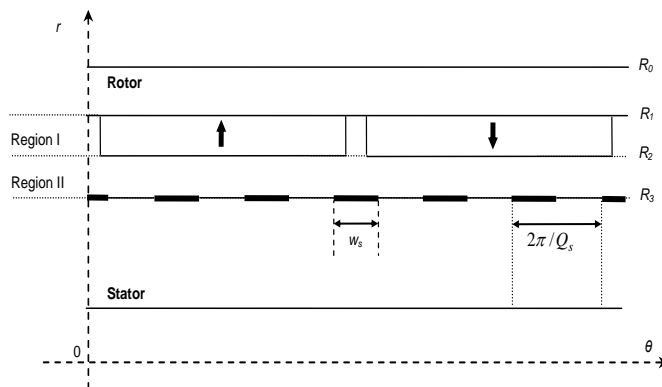 r
R₀
Rotor
R₁
Region I
R₂
Region II
R₃
wₛ
2π/Qₛ
Stator
0
θ